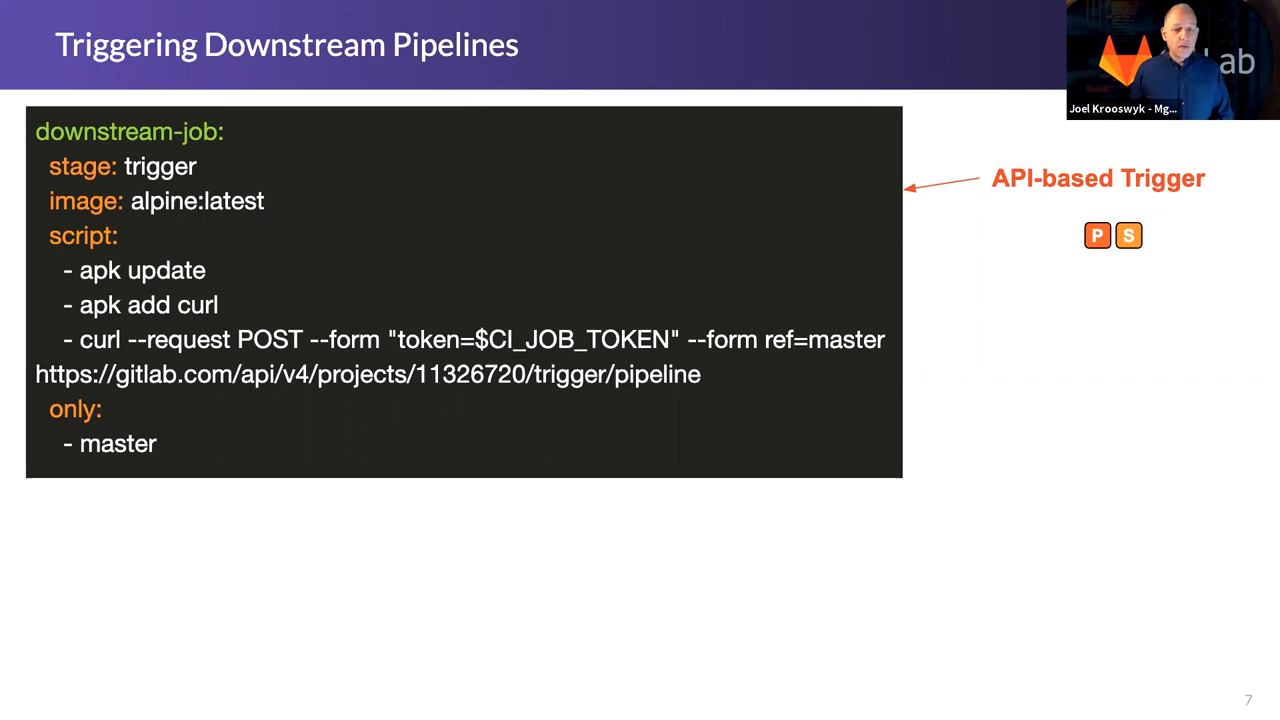 Triggering Downstream Pipelines
ab
Joel Krooswyk - Mg...
downstream-job:
stage: trigger
image: alpine:latest
script:
- apk update
- apk add curl
- curl --request POST --form "token=$CI_JOB_TOKEN" --form ref=master
https://gitlab.com/api/v4/projects/11326720/trigger/pipeline
only:
- master
API-based Trigger
P S
7